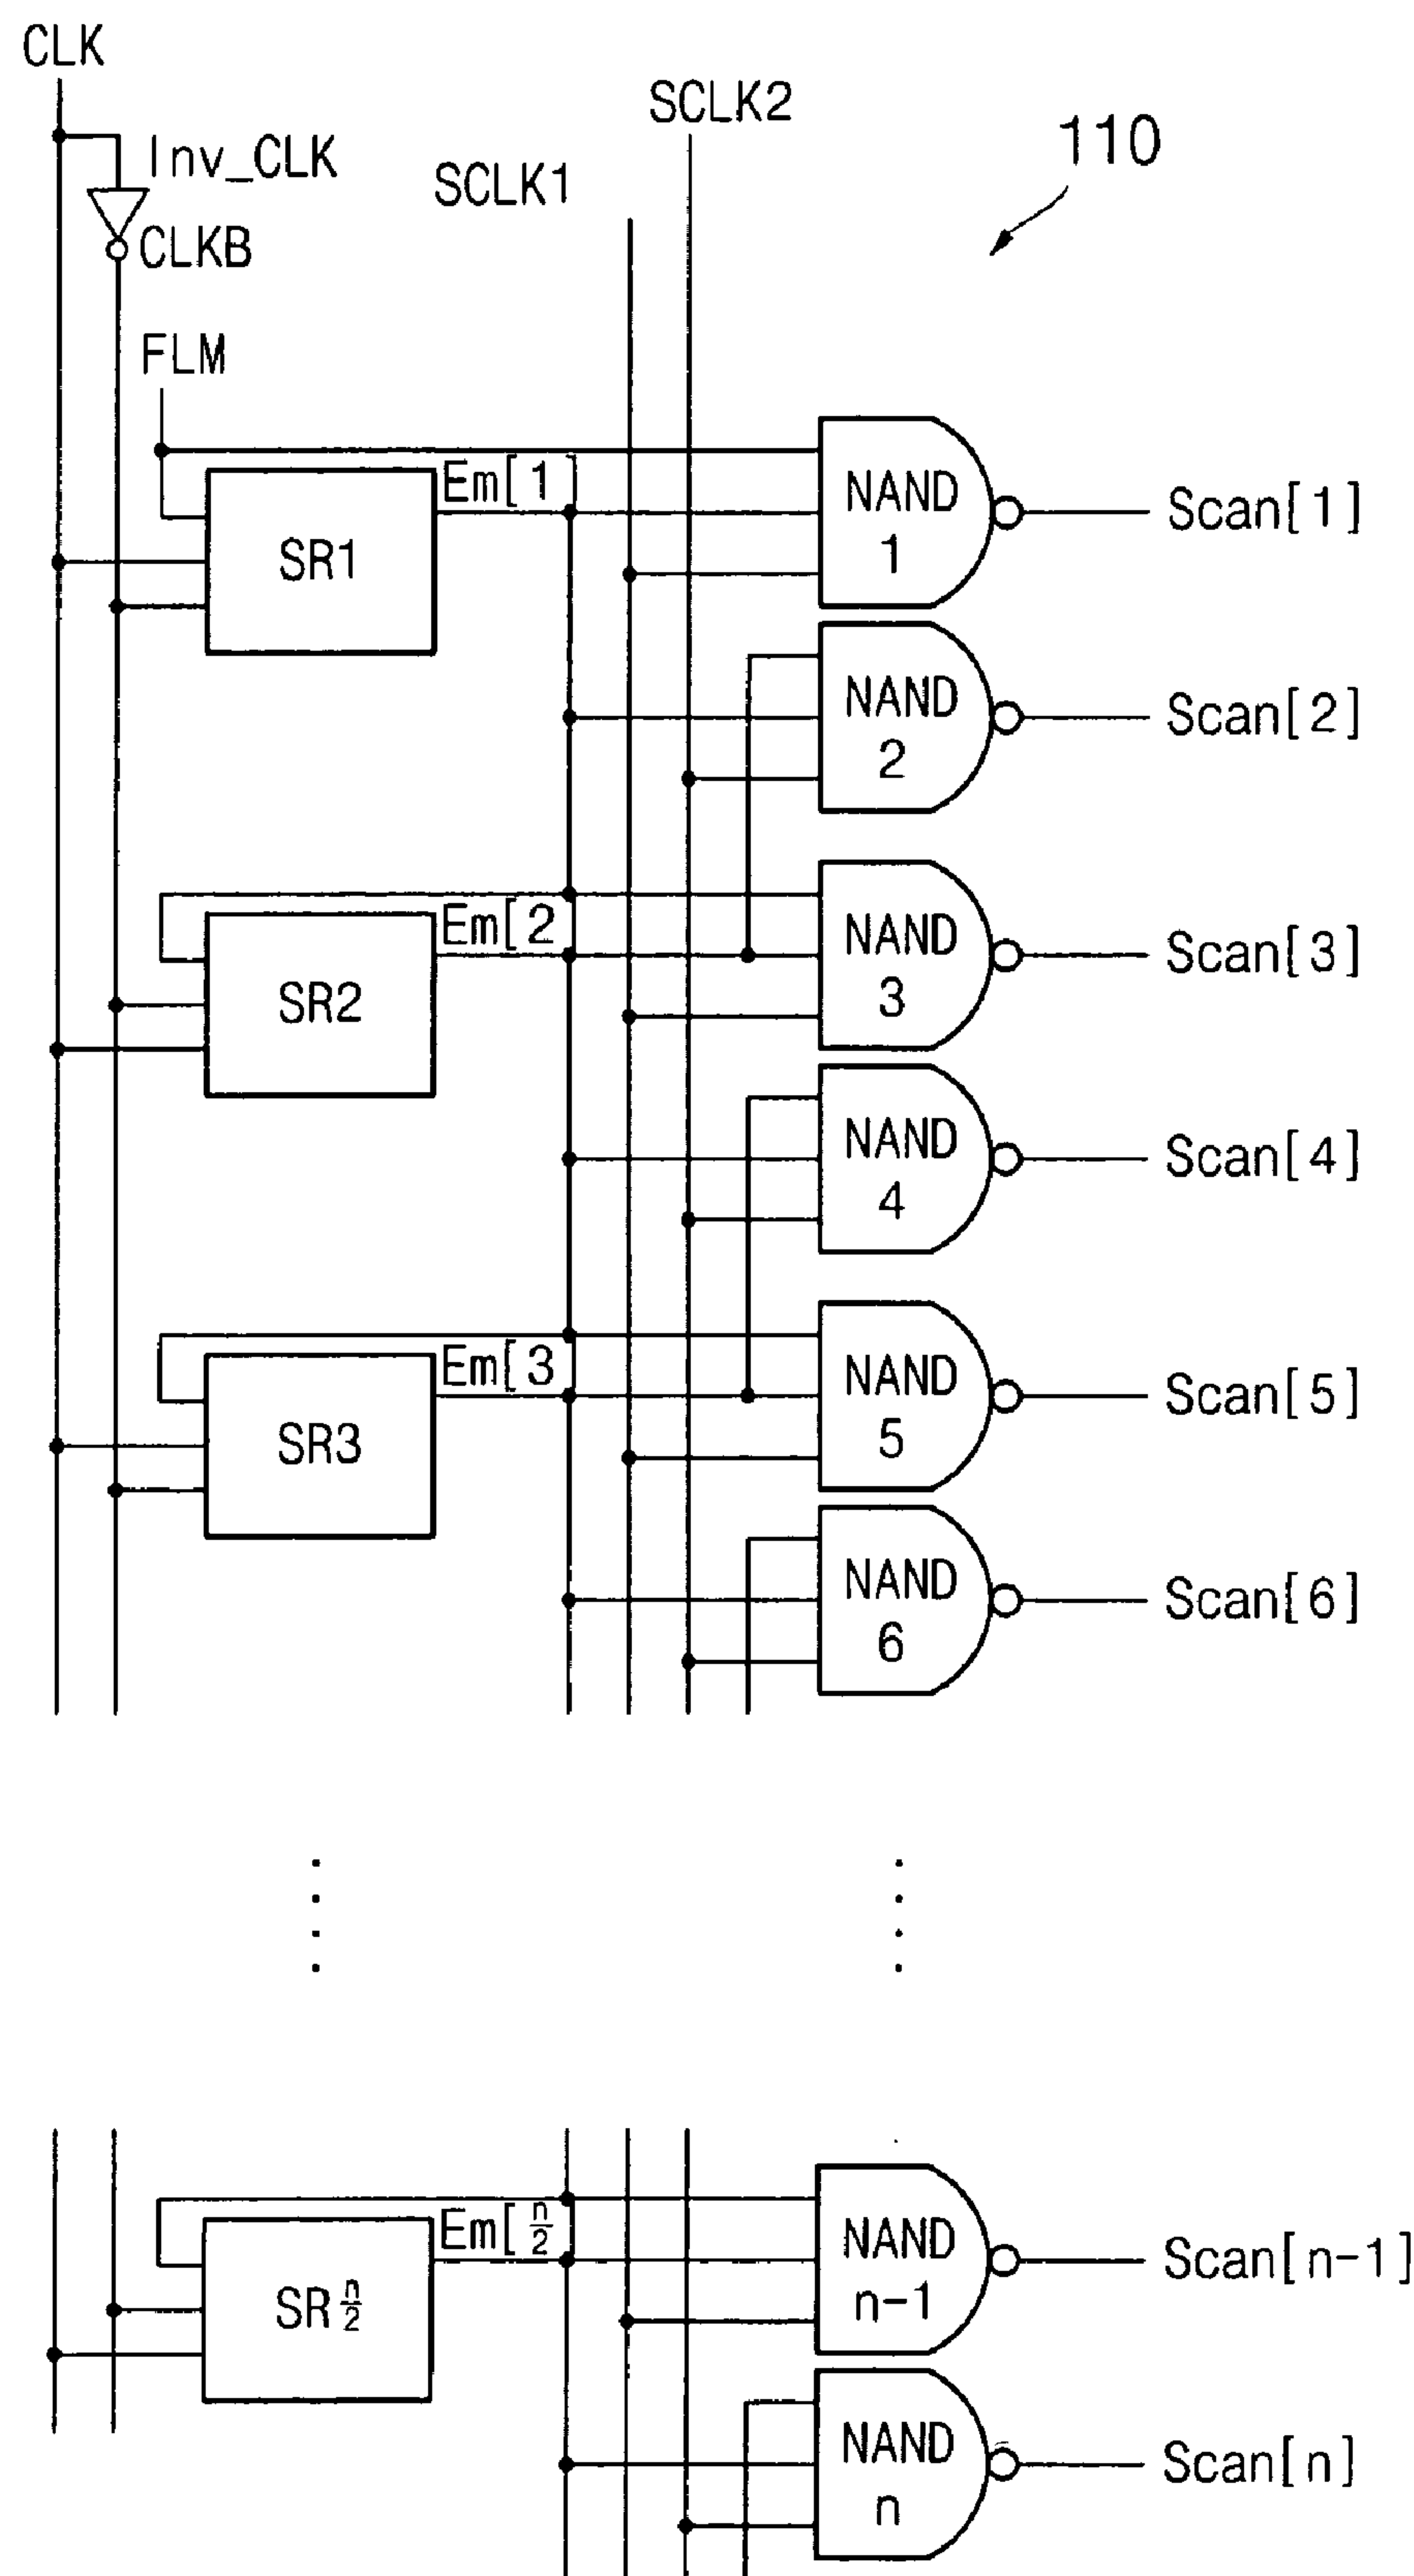 CLK
SCLK2
110
Inv_CLK
SCLK1
CLKB
FLM
Em[1]
NAND
1
Scan[1]
SR1
NAND
2
Scan[2]
Em[2
NAND
3
Scan[3]
SR2
NAND
4
Scan[4]
Em[3
NAND
5
Scan[5]
SR3
NAND
6
Scan[6]
Em[n/2
NAND
n-1
Scan[n-1]
SR n/2
NAND
n
Scan[n]